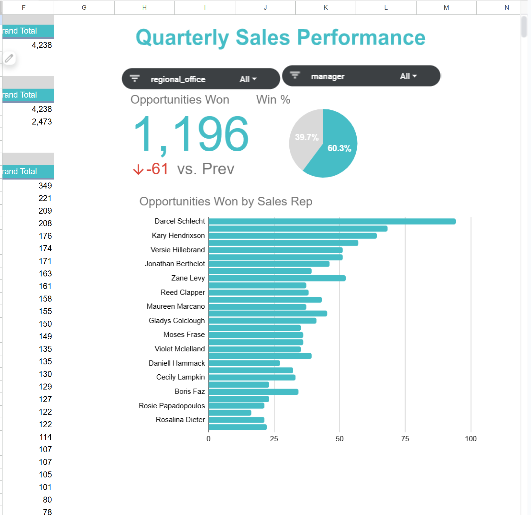 F G H I J K L M N
rand Total
4,238
rand Total
4,238
2,473
rand Total
349
221
209
208
176
174
171
163
161
158
155
150
149
135
135
130
129
127
122
122
114
107
107
105
101
80
78
Quarterly Sales Performance
regional_office All
manager All
Opportunities Won Win %
1,196
-61 vs. Prev
39.7%
60.3%
Opportunities Won by Sales Rep
Darcel Schlecht
Kary Hendrixson
Versie Hillebrand
Jonathan Berthelot
Zane Levy
Reed Clapper
Maureen Marcano
Gladys Colclough
Moses Frase
Violet Mclelland
Daniell Hammack
Cecily Lampkin
Boris Faz
Rosie Papadopoulos
Rosalina Dieter
0 25 50 75 100